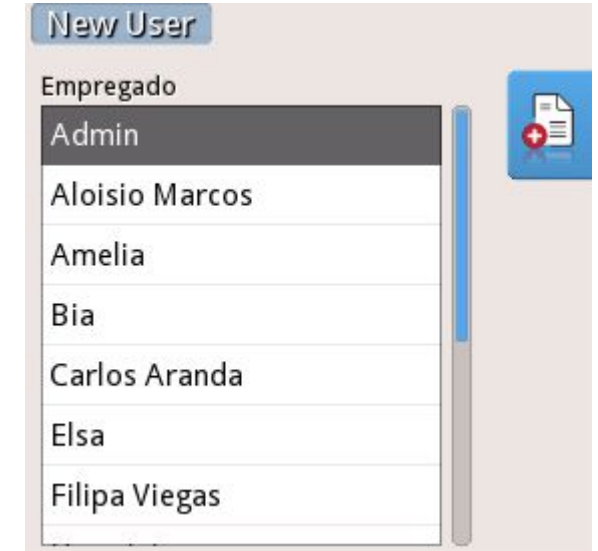 New User
Empregado
Admin
Aloisio Marcos
Amelia
Bia
Carlos Aranda
Elsa
Filipa Viegas